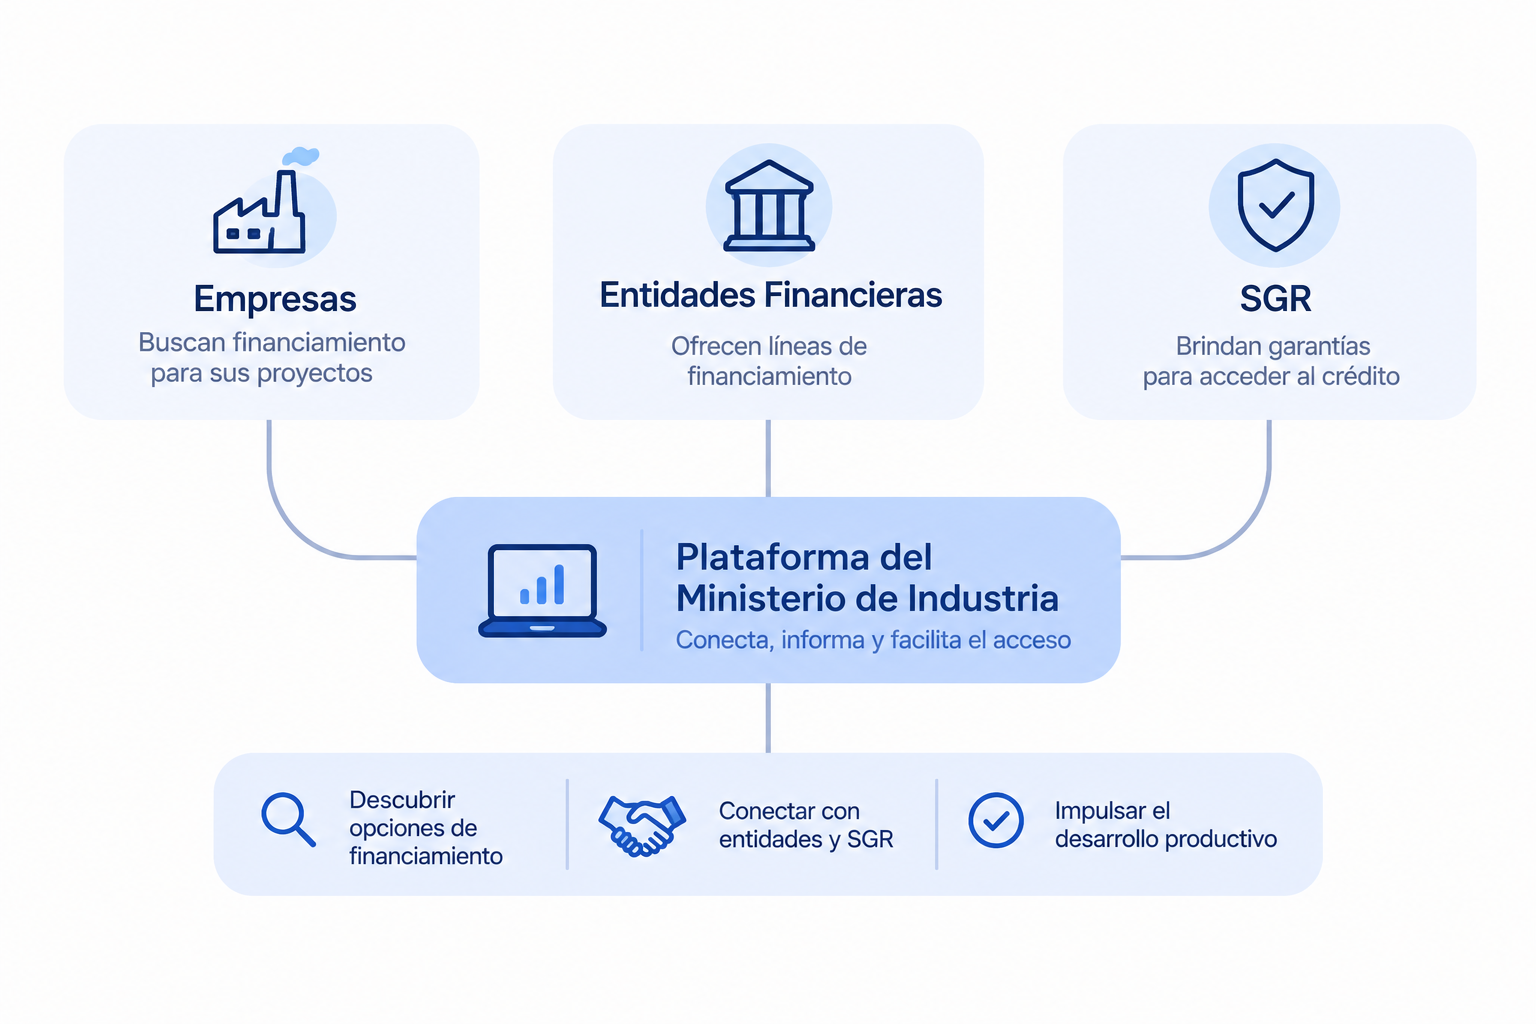 Empresas
Buscan financiamiento
para sus proyectos
Entidades Financieras
Ofrecen líneas de
financiamiento
SGR
Brindan garantías
para acceder al crédito
Plataforma del
Ministerio de Industria
Conecta, informa y facilita el acceso
Descubrir
opciones de
financiamiento
Conectar con
entidades y SGR
Impulsar el
desarrollo productivo